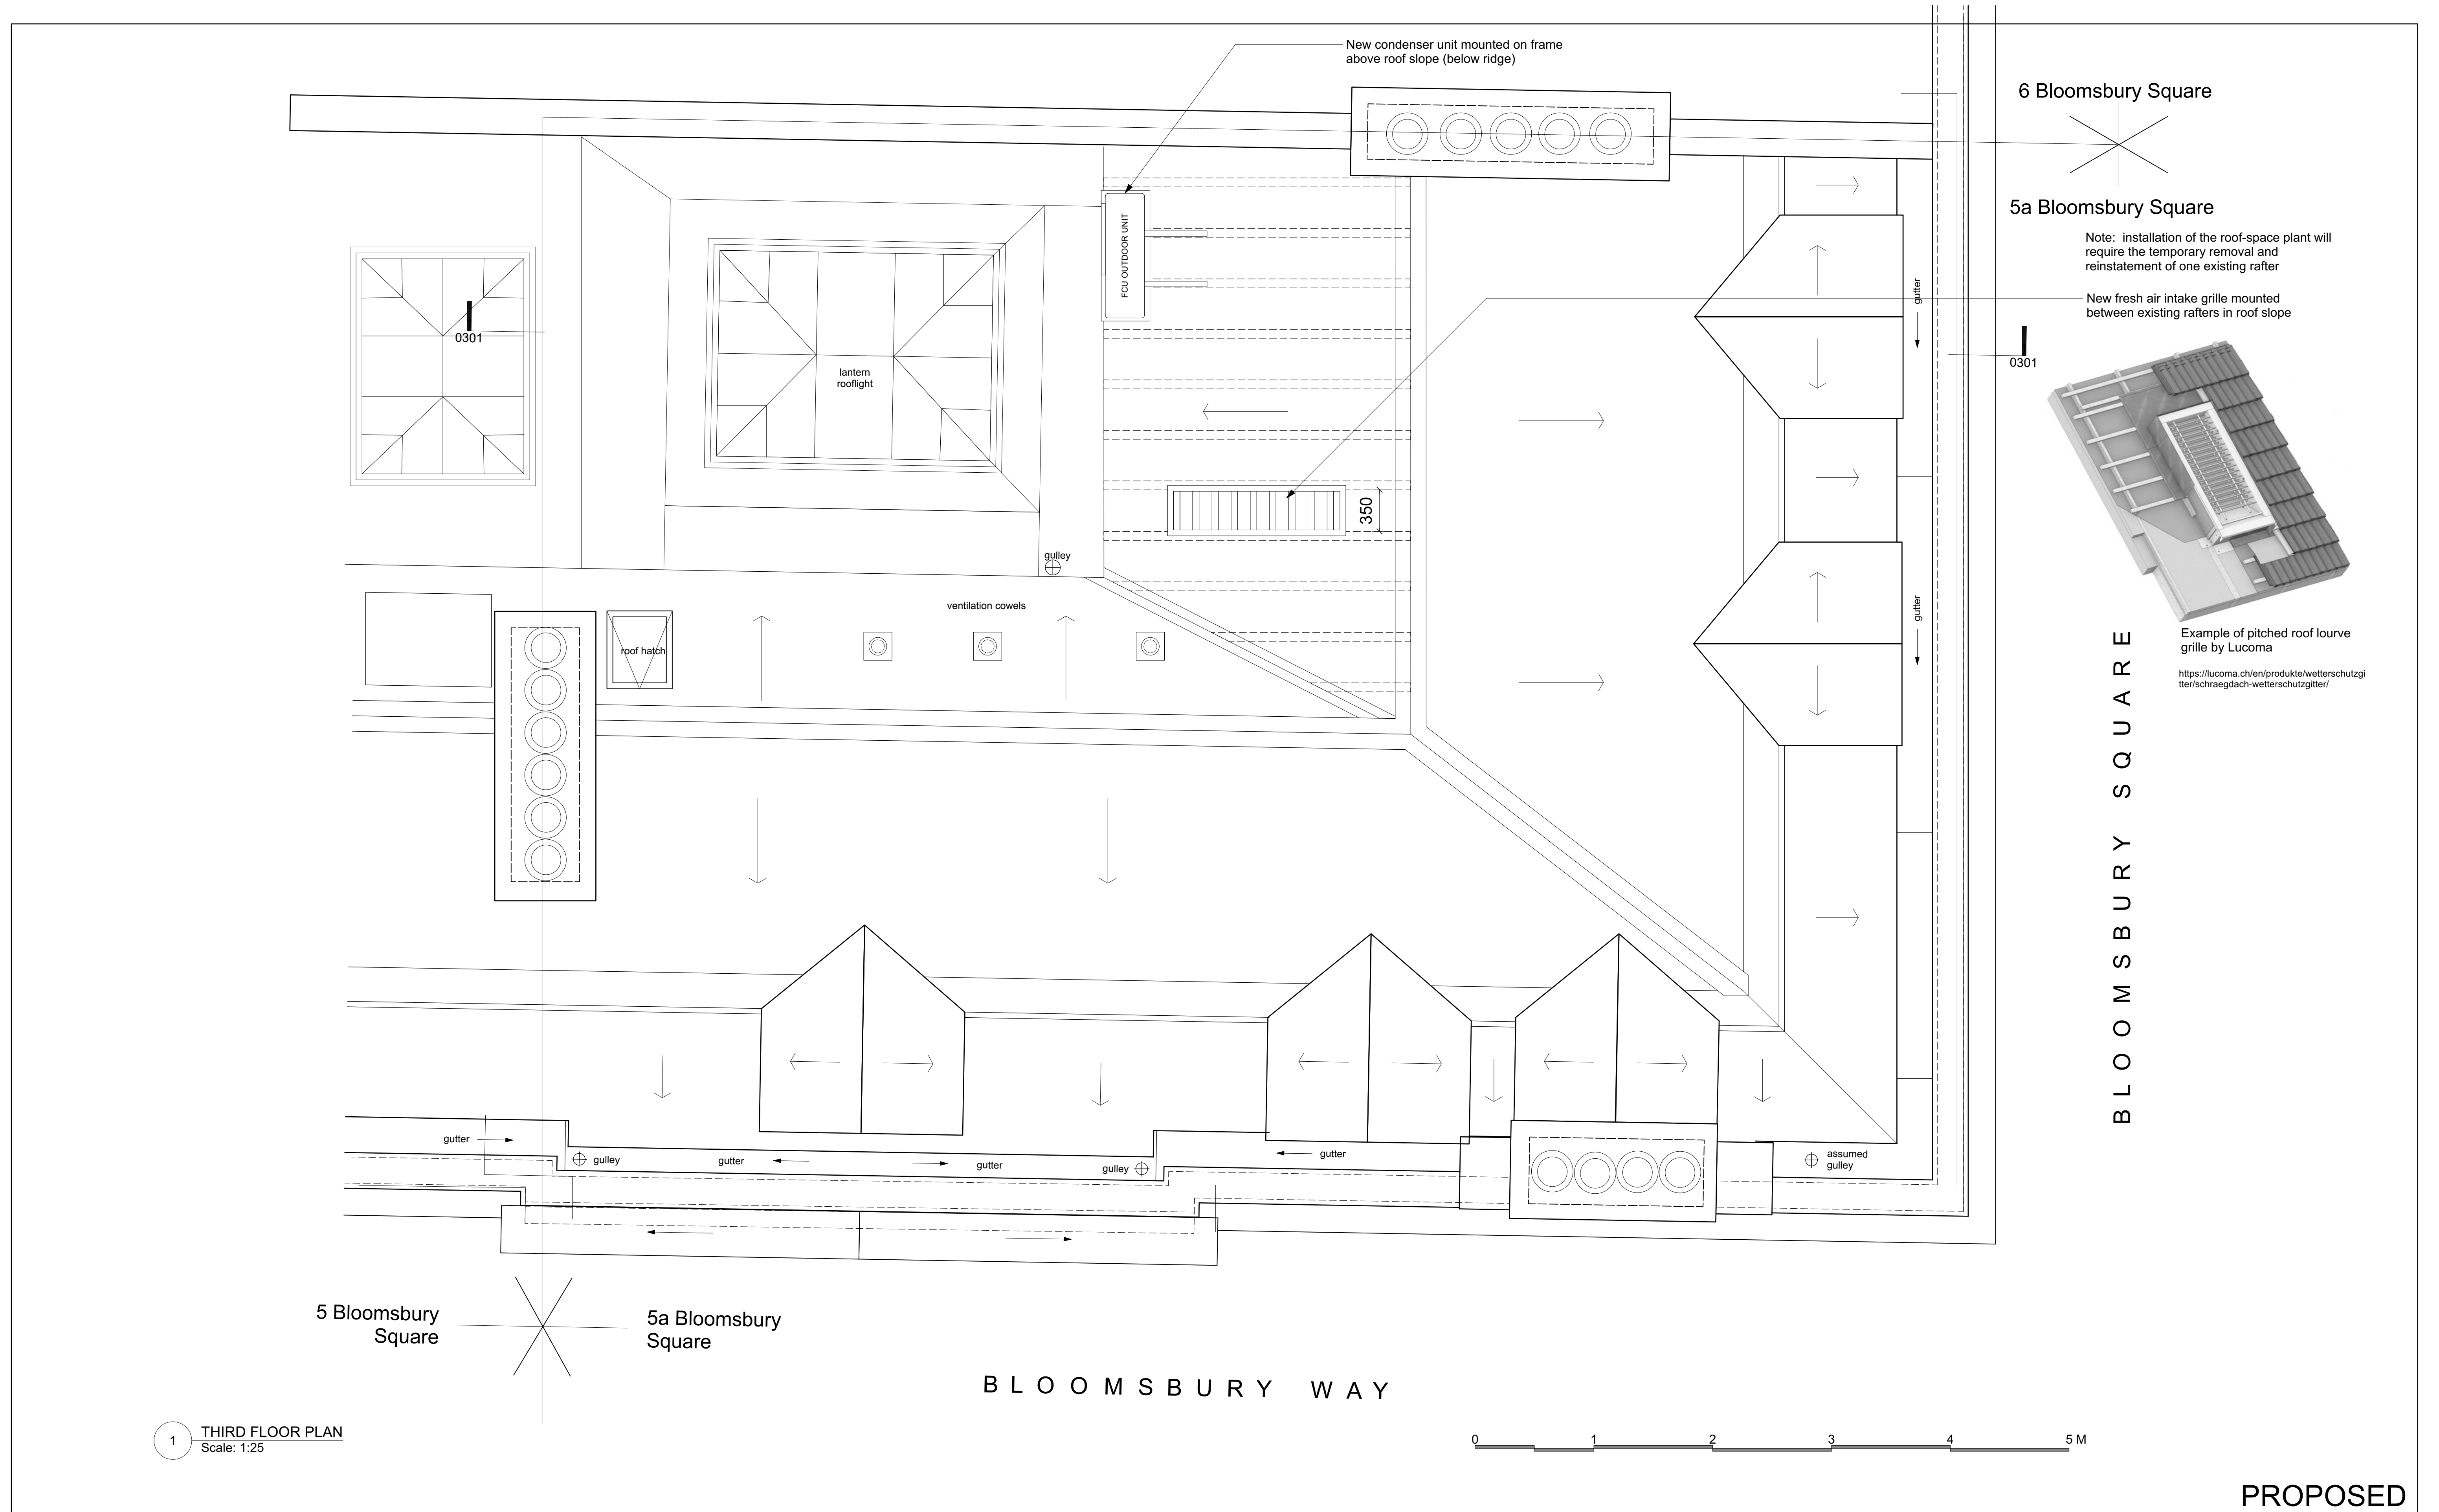 New condenser unit mounted on frame
above roof slope (below ridge)
6 Bloomsbury Square
5a Bloomsbury Square
Note: installation of the roof-space plant will
require the temporary removal and
reinstatement of one existing rafter
New fresh air intake grille mounted
between existing rafters in roof slope
FCU OUTDOOR UNIT
gutter
0301
0301
lantern
rooflight
350
gulley
ventilation cowels
roof hatch
gutter
Example of pitched roof lourve
grille by Lucoma
https://lucoma.ch/en/produkte/wetterschutzgi
tter/schraegdach-wetterschutzgitter/
BLOOMSBURY SQUARE
gutter
gulley
gutter
gutter
gulley
gutter
assumed
gulley
5 Bloomsbury
Square
5a Bloomsbury
Square
BLOOMSBURY WAY
1
THIRD FLOOR PLAN
Scale: 1:25
0 1 2 3 4 5 M
PROPOSED